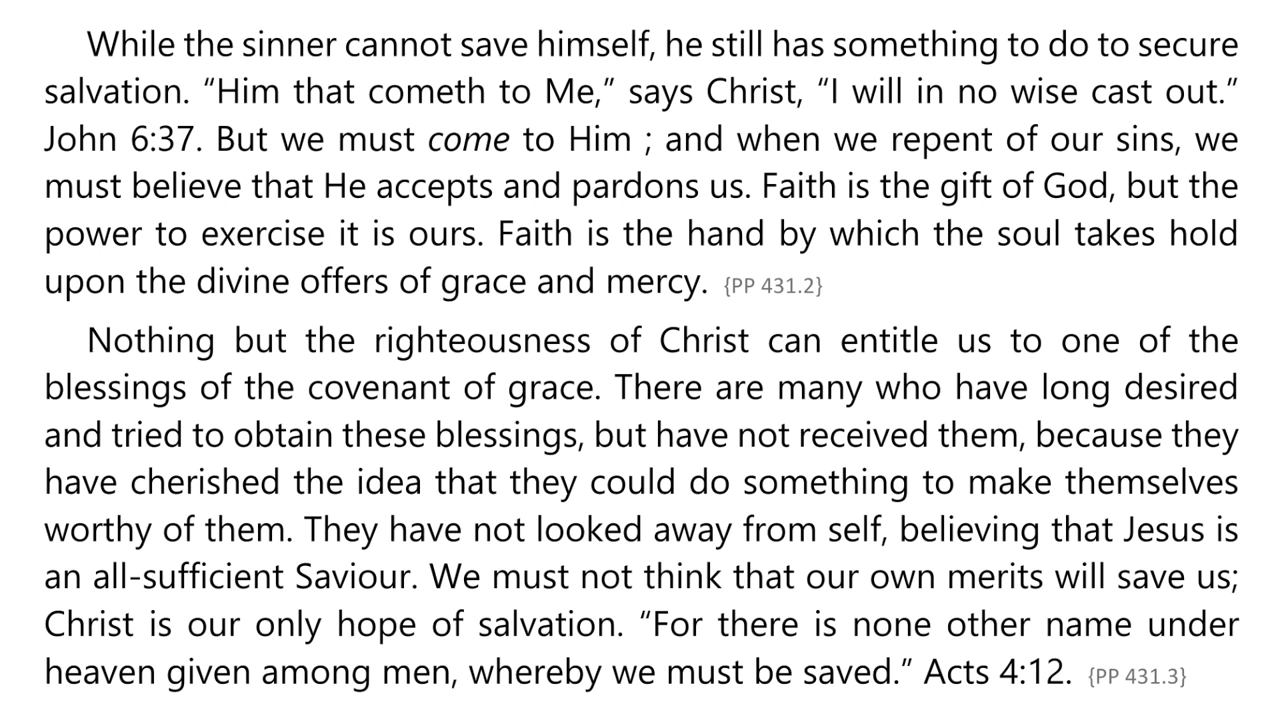 While the sinner cannot save himself, he still has something to do to secure
salvation. “Him that cometh to Me,” says Christ, “I will in no wise cast out.”
John 6:37. But we must come to Him ; and when we repent of our sins, we
must believe that He accepts and pardons us. Faith is the gift of God, but the
power to exercise it is ours. Faith is the hand by which the soul takes hold
upon the divine offers of grace and mercy. {PP 431.2}
Nothing but the righteousness of Christ can entitle us to one of the
blessings of the covenant of grace. There are many who have long desired
and tried to obtain these blessings, but have not received them, because they
have cherished the idea that they could do something to make themselves
worthy of them. They have not looked away from self, believing that Jesus is
an all-sufficient Saviour. We must not think that our own merits will save us;
Christ is our only hope of salvation. “For there is none other name under
heaven given among men, whereby we must be saved.” Acts 4:12. {PP 431.3}